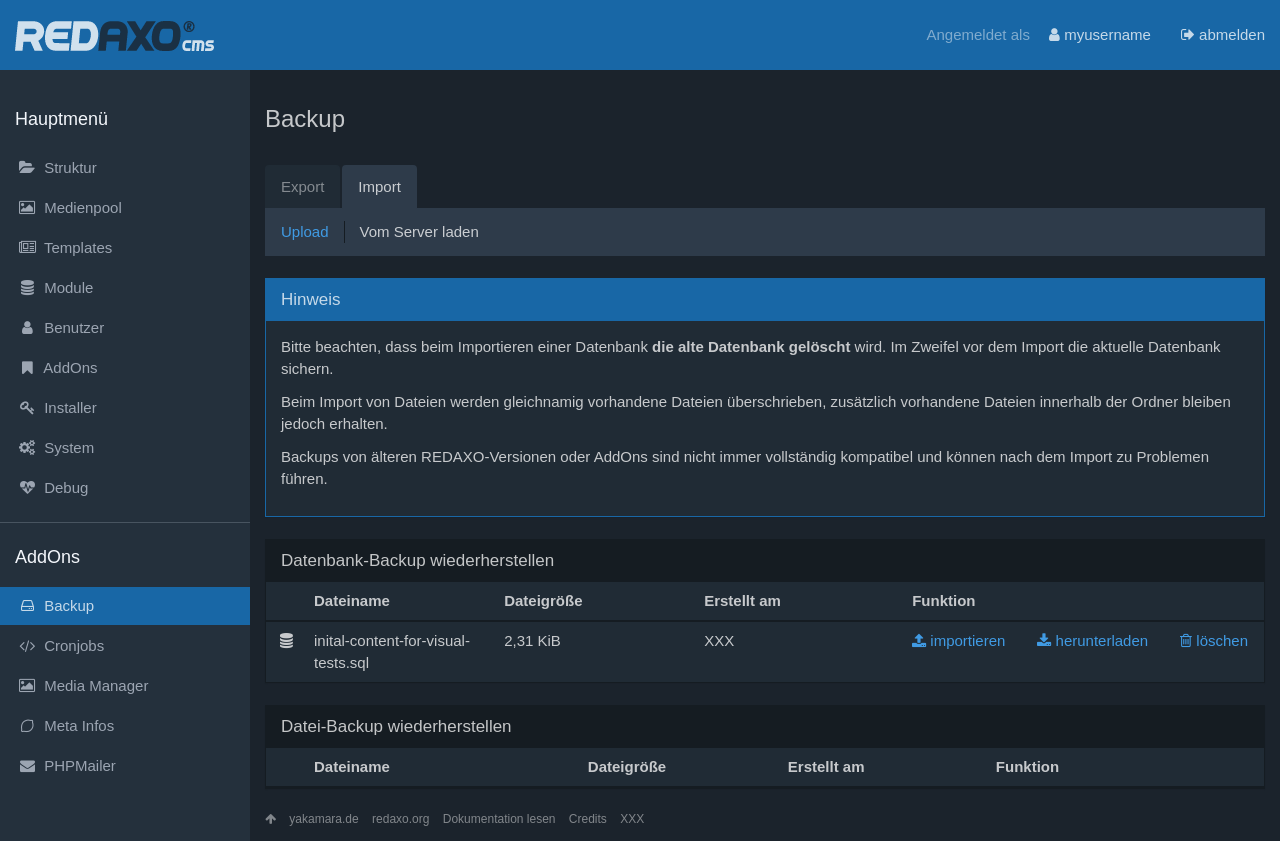 REDAXO® cms
Angemeldet als myusername abmelden
Hauptmenü
Struktur
Medienpool
Templates
Module
Benutzer
AddOns
Installer
System
Debug
AddOns
Backup
Cronjobs
Media Manager
Meta Infos
PHPMailer
Backup
Export Import
Upload Vom Server laden
Hinweis
Bitte beachten, dass beim Importieren einer Datenbank die alte Datenbank gelöscht wird. Im Zweifel vor dem Import die aktuelle Datenbank
sichern.
Beim Import von Dateien werden gleichnamig vorhandene Dateien überschrieben, zusätzlich vorhandene Dateien innerhalb der Ordner bleiben
jedoch erhalten.
Backups von älteren REDAXO-Versionen oder AddOns sind nicht immer vollständig kompatibel und können nach dem Import zu Problemen
führen.
Datenbank-Backup wiederherstellen
Dateiname Dateigröße Erstellt am Funktion
inital-content-for-visual- 2,31 KiB XXX importieren herunterladen löschen
tests.sql
Datei-Backup wiederherstellen
Dateiname Dateigröße Erstellt am Funktion
yakamara.de redaxo.org Dokumentation lesen Credits XXX